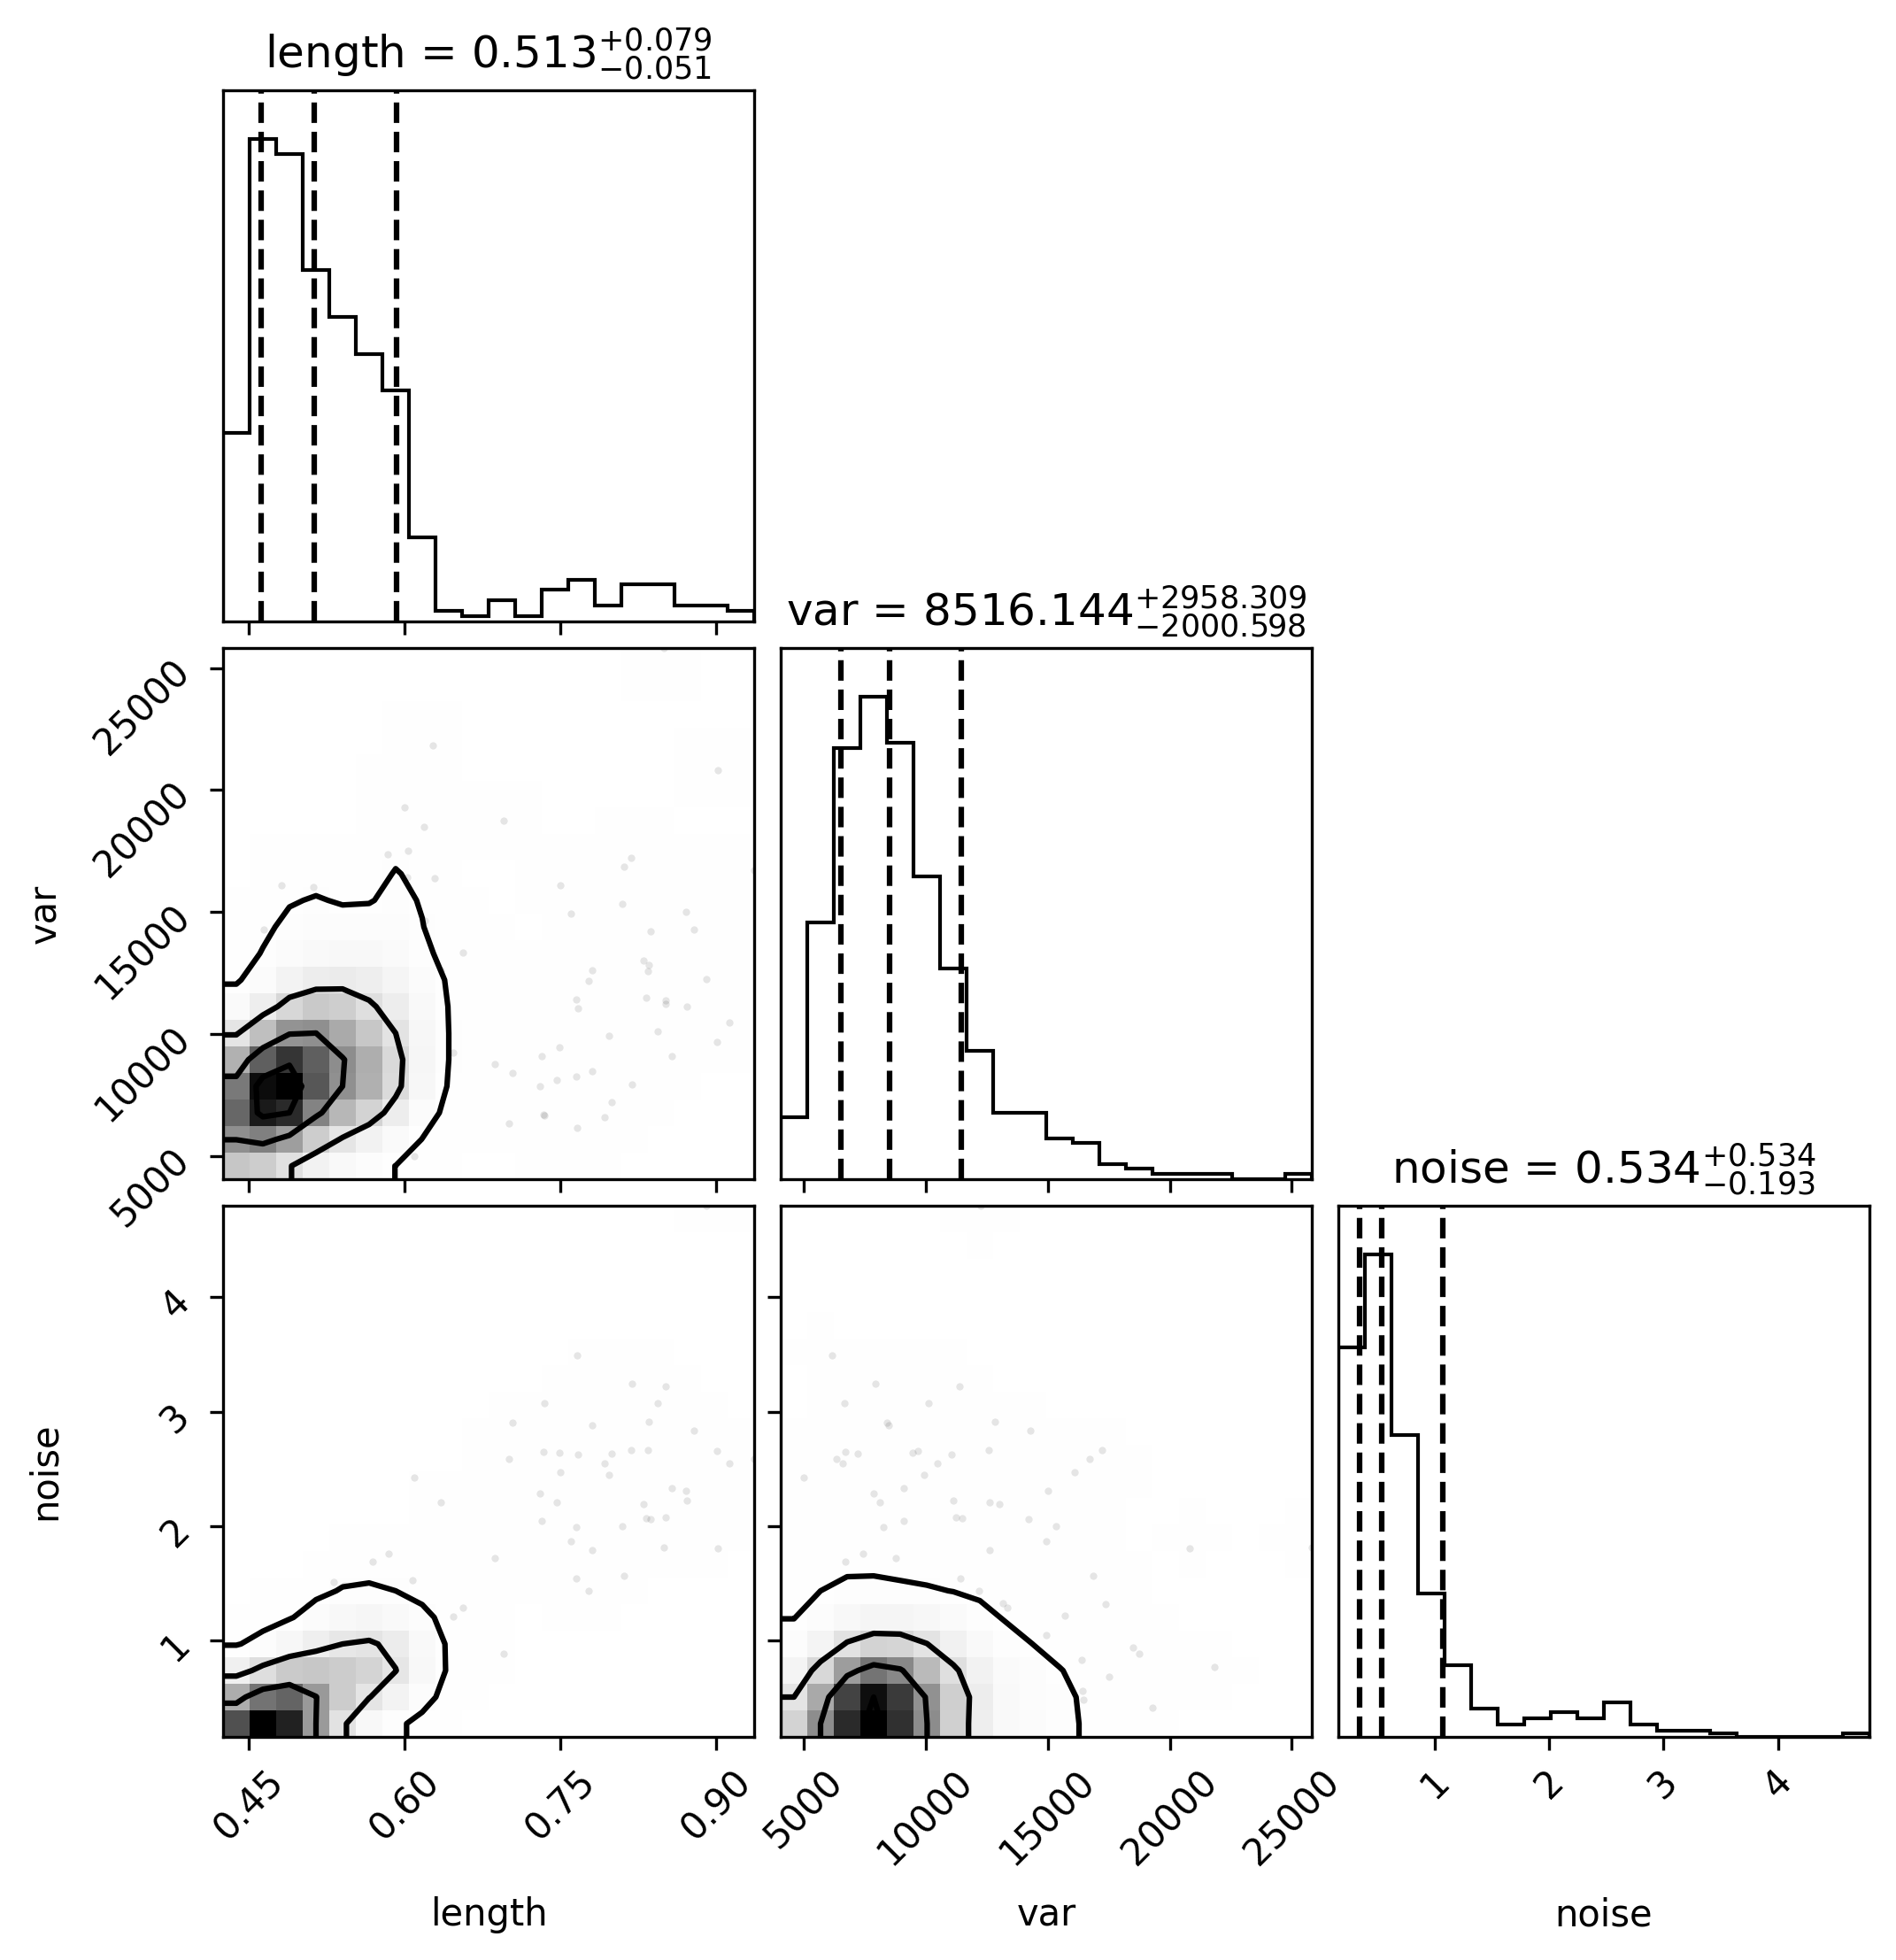 length = 0.513+0.079−0.051
var = 8516.144+2958.309−2000.598
25000
20000
15000
10000
5000
var
noise = 0.534+0.534−0.193
4
3
2
1
noise
0.45 0.60 0.75 0.90 5000 10000 15000 20000 25000 1 2 3 4
length var noise